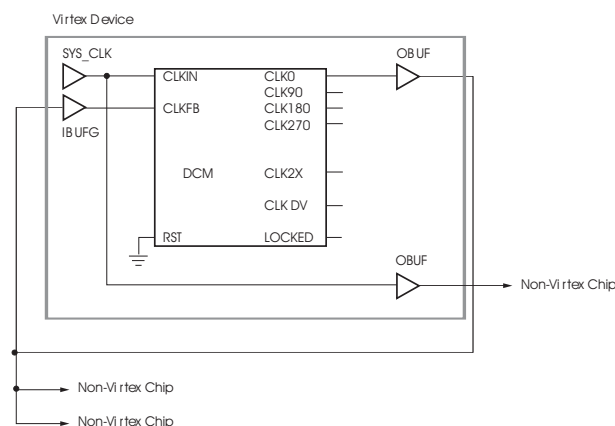 Virtex Device
SYS_CLK
OBUF
CLKIN
CLK0
CLK90
CLKFB
CLK180
IBUFG
CLK270
DCM
CLK2X
CLKDV
RST
LOCKED
OBUF
Non-Virtex Chip
Non-Virtex Chip
Non-Virtex Chip